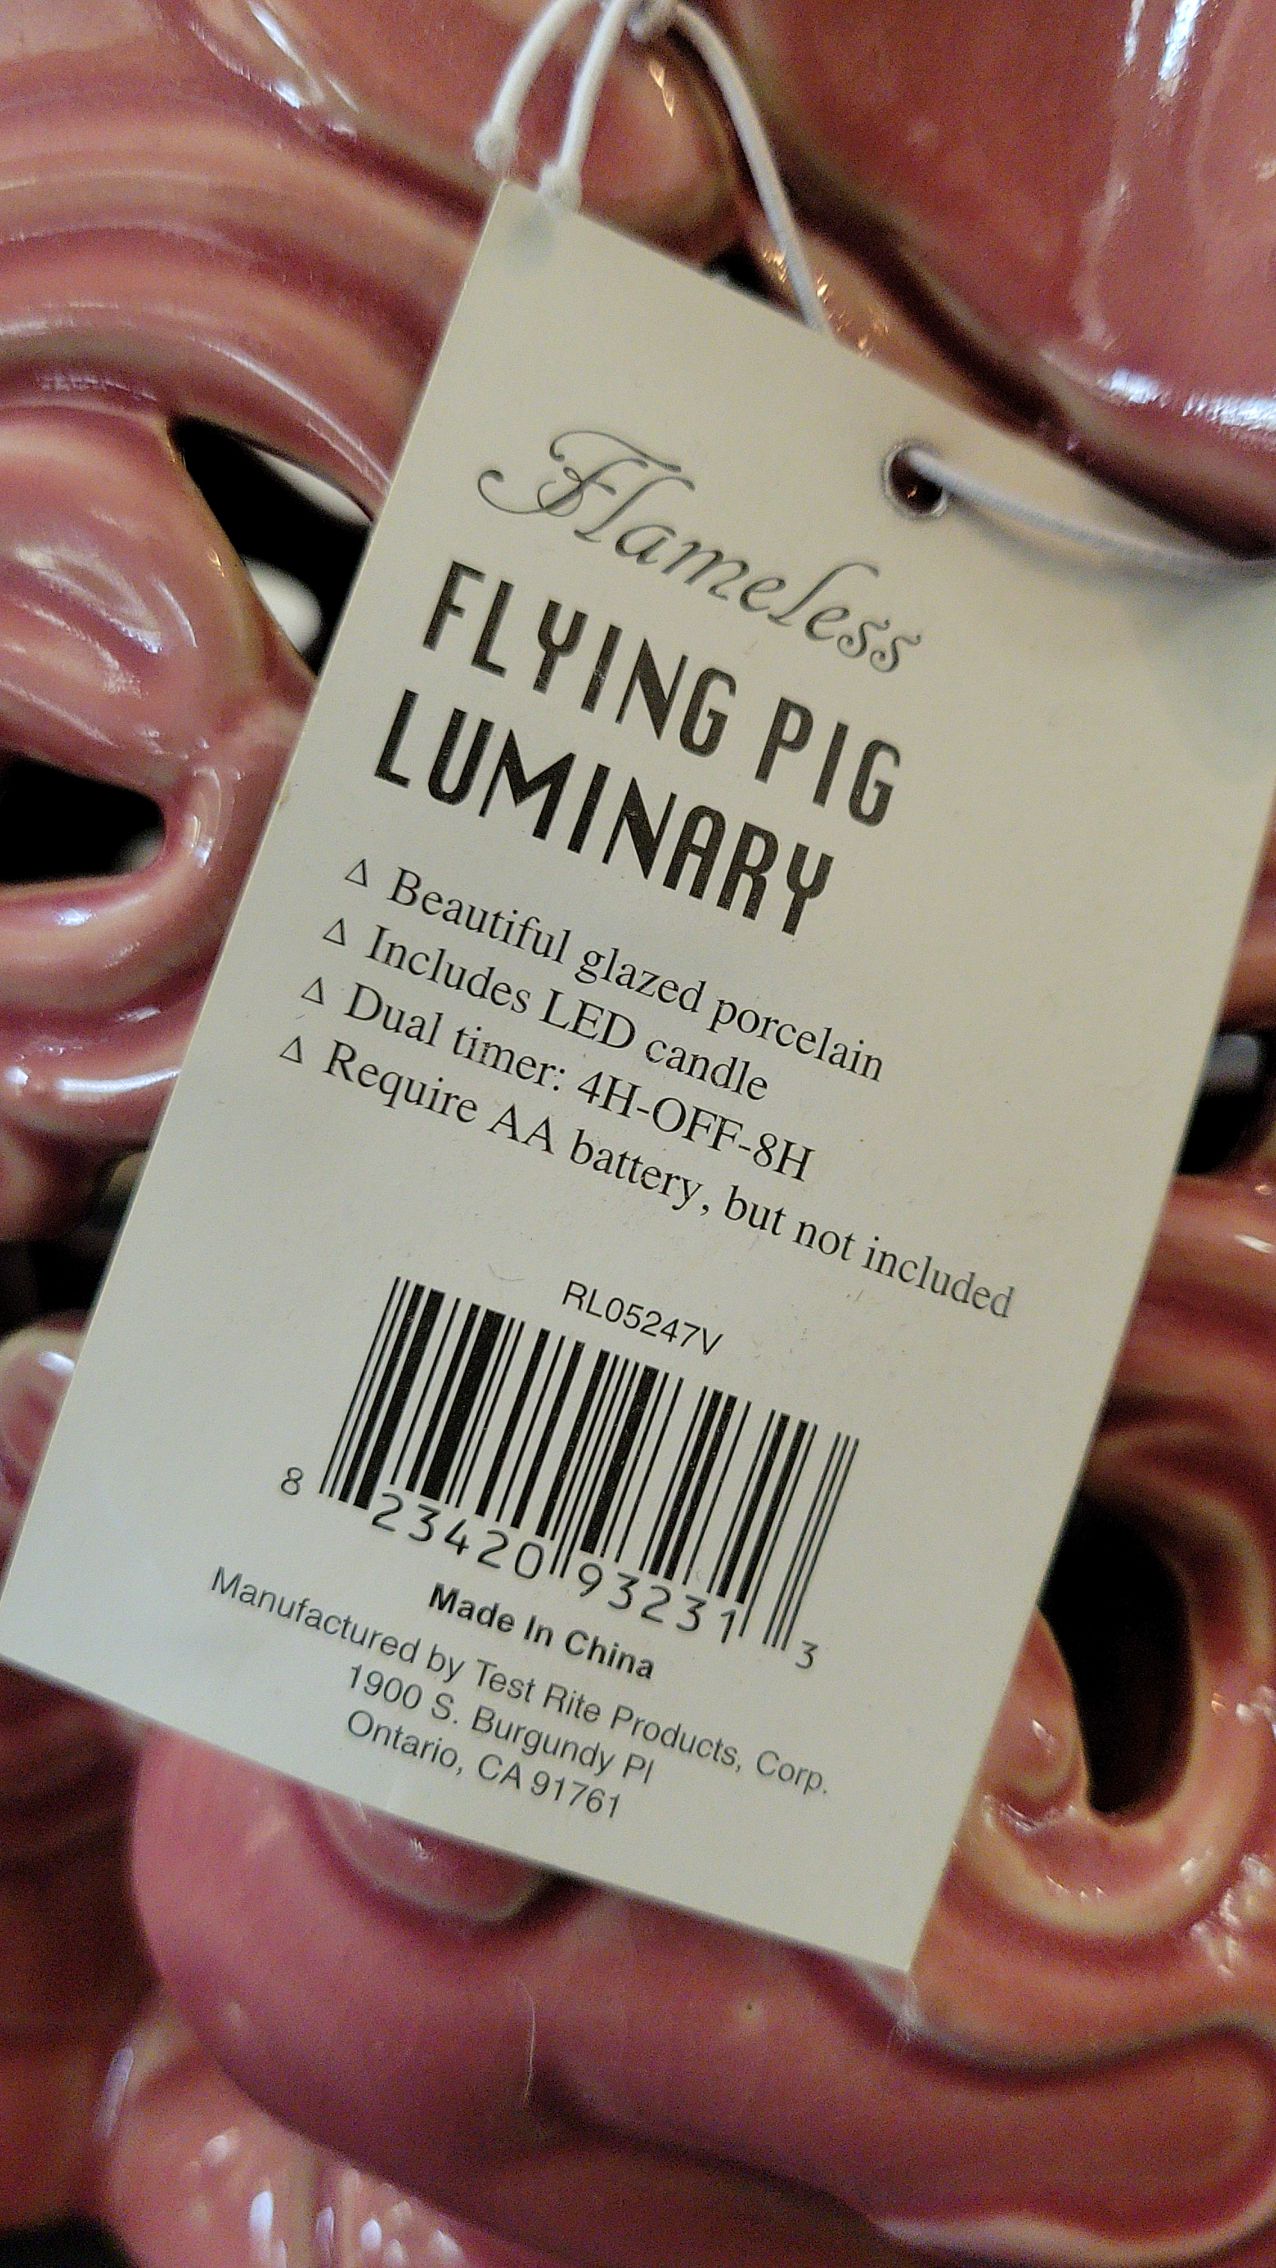 Flameless
FLYING PIG
LUMINARY
Δ Beautiful glazed porcelain
Δ Includes LED candle
Δ Dual timer: 4H-OFF-8H
Δ Require AA battery, but not included
RL05247V
8 23420 93231 3
Made In China
Manufactured by Test Rite Products, Corp.
1900 S. Burgundy Pl
Ontario, CA 91761